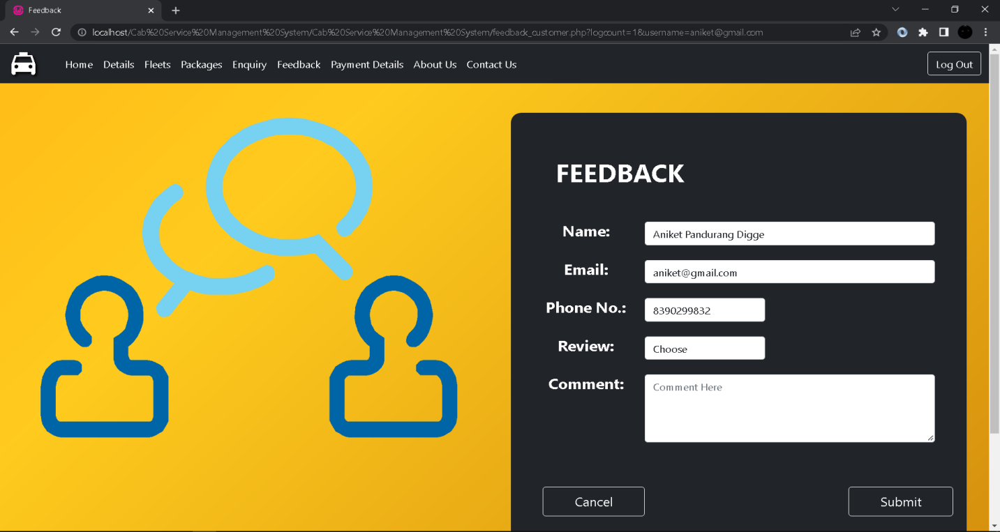 Feedback
localhost/Cab%20Service%20Management%20System/Cab%20Service%20Management%20System/feedback_customer.php?logcount=1&username=aniket@gmail.com
Home Details Fleets Packages Enquiry Feedback Payment Details About Us Contact Us Log Out
FEEDBACK
Name: Aniket Pandurang Digge
Email: aniket@gmail.com
Phone No.: 8390299832
Review: Choose
Comment: Comment Here
Cancel Submit